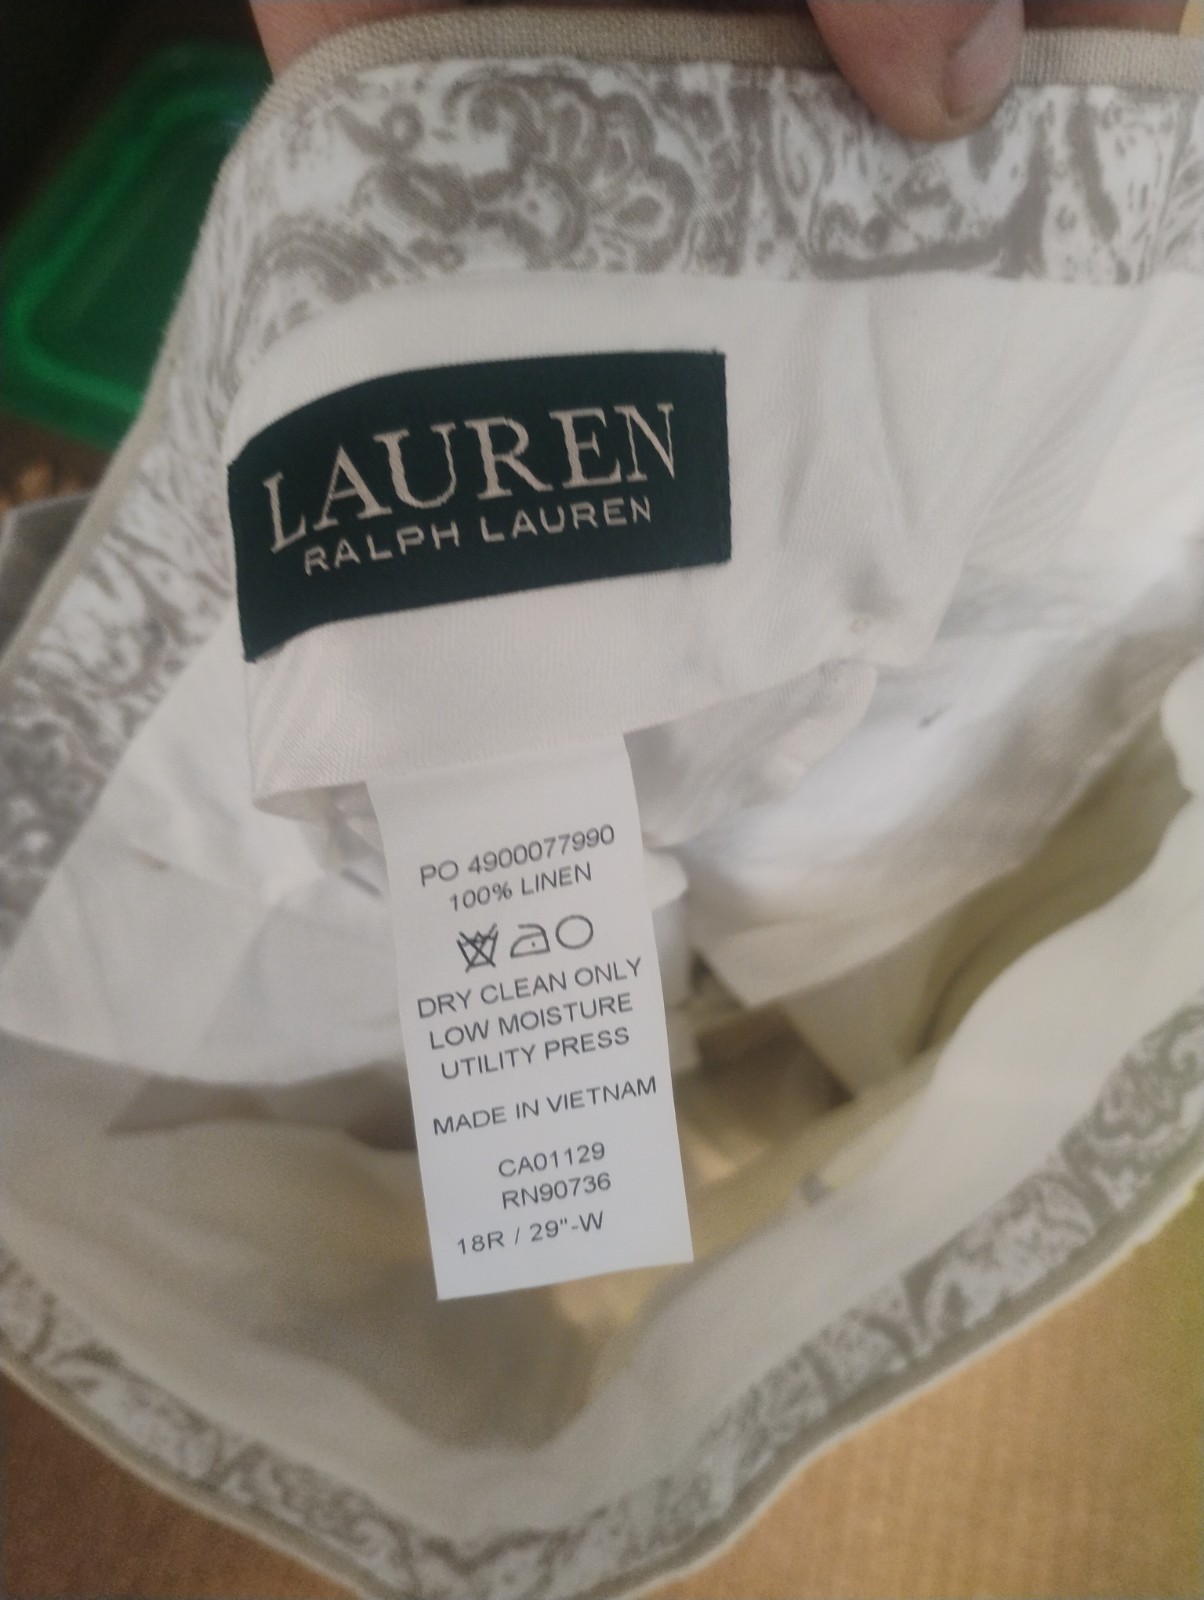 LAUREN
RALPH LAUREN
PO 4900077990
100% LINEN
DRY CLEAN ONLY
LOW MOISTURE
UTILITY PRESS
MADE IN VIETNAM
CA01129
RN90736
18R / 29"-W